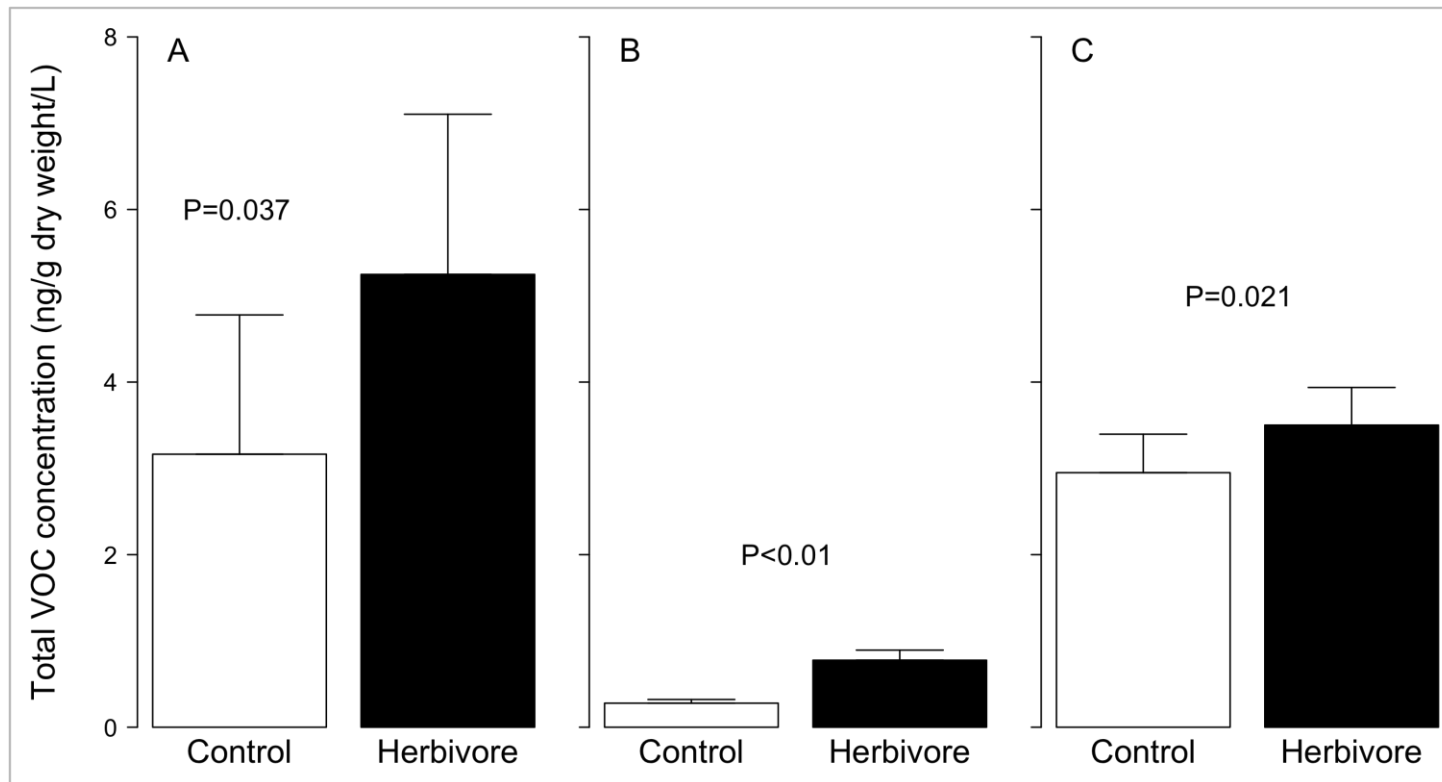 Total VOC concentration (ng/g dry weight/L)
8
6
4
2
0
A
P=0.037
Control
Herbivore
B
P<0.01
Control
Herbivore
C
P=0.021
Control
Herbivore